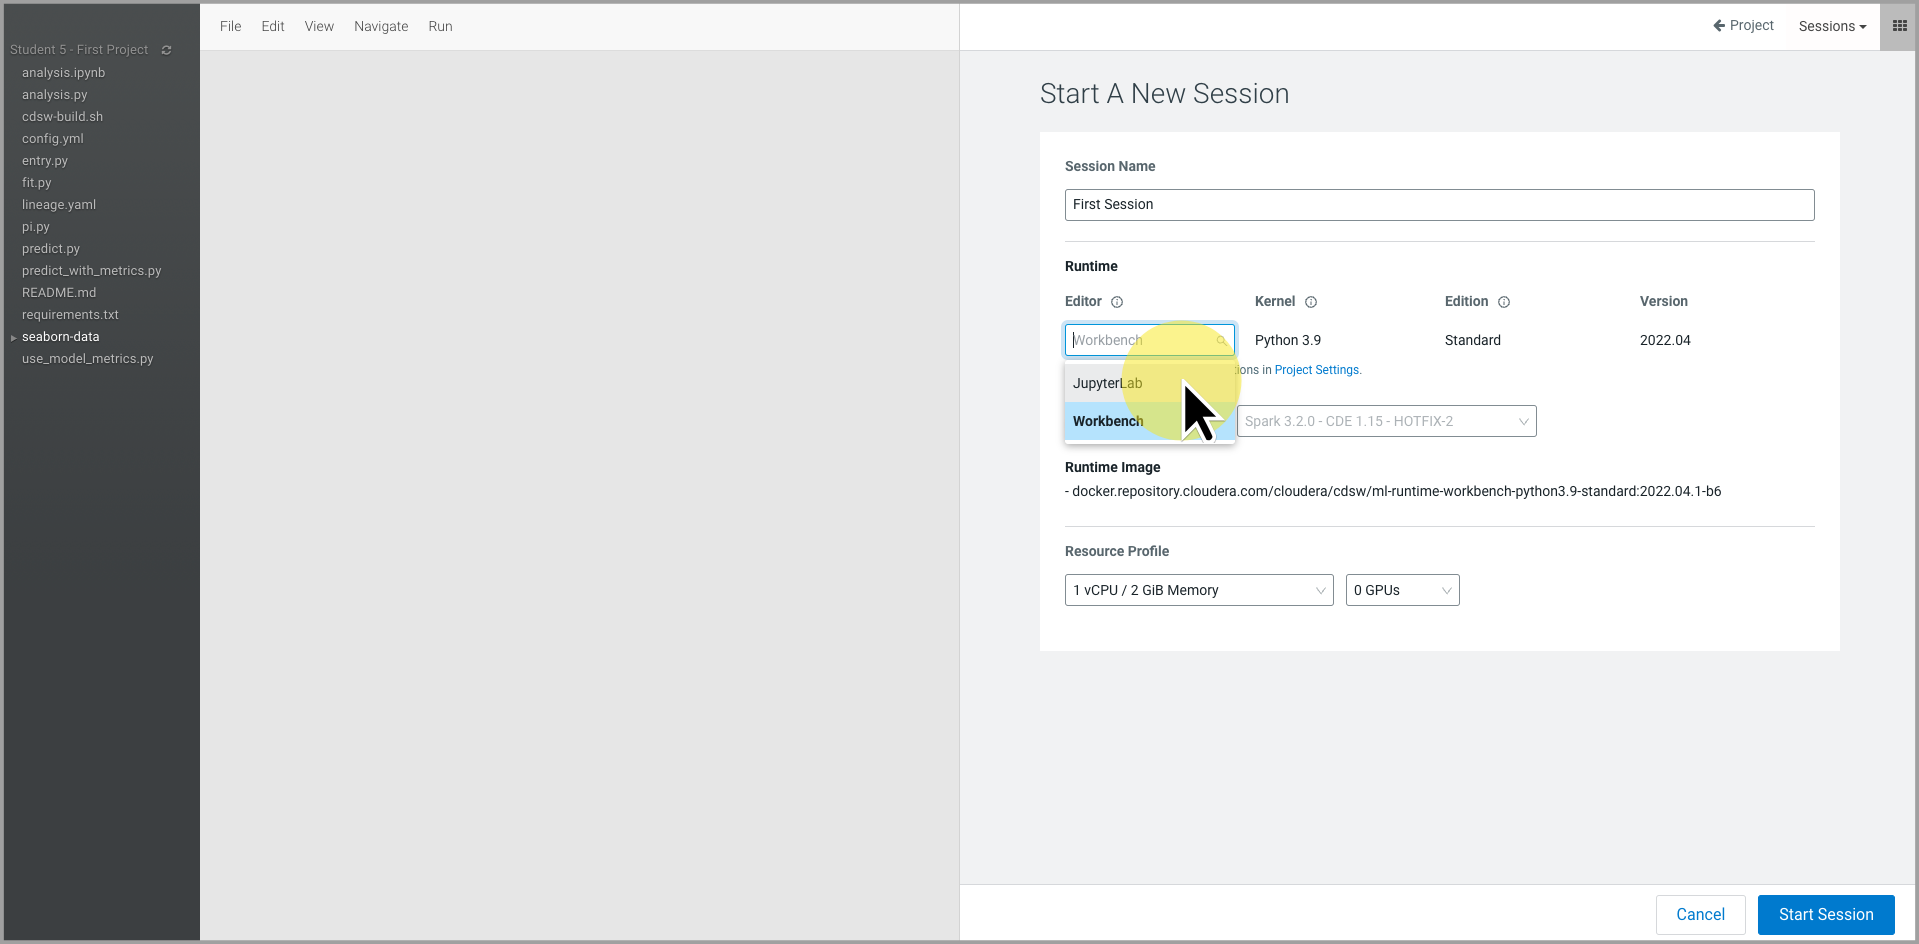 File Edit View Navigate Run
Project Sessions
Student 5 - First Project
analysis.ipynb
analysis.py
cdsw-build.sh
config.yml
entry.py
fit.py
lineage.yaml
pi.py
predict.py
predict_with_metrics.py
README.md
requirements.txt
seaborn-data
use_model_metrics.py
Start A New Session
Session Name
First Session
Runtime
Editor Kernel Edition Version
Workbench Python 3.9 Standard 2022.04
in Project Settings.
JupyterLab
Workbench
Spark 3.2.0 - CDE 1.15 - HOTFIX-2
Runtime Image
- docker.repository.cloudera.com/cloudera/cdsw/ml-runtime-workbench-python3.9-standard:2022.04.1-b6
Resource Profile
1 vCPU / 2 GiB Memory 0 GPUs
Cancel Start Session